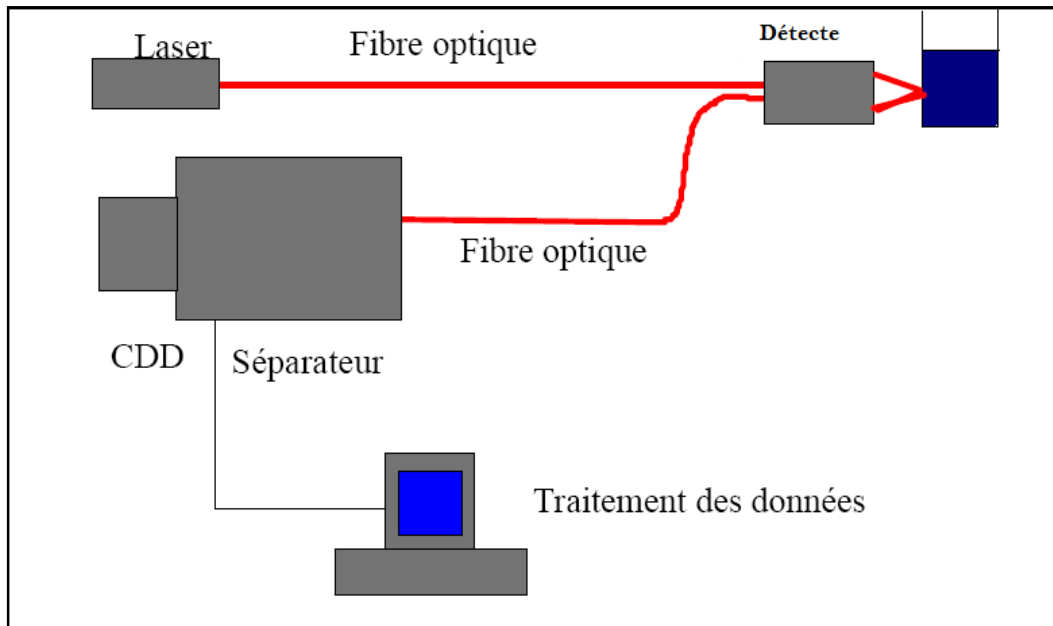 Laser
Fibre optique
Détecte
Fibre optique
CDD
Séparateur
Traitement des données